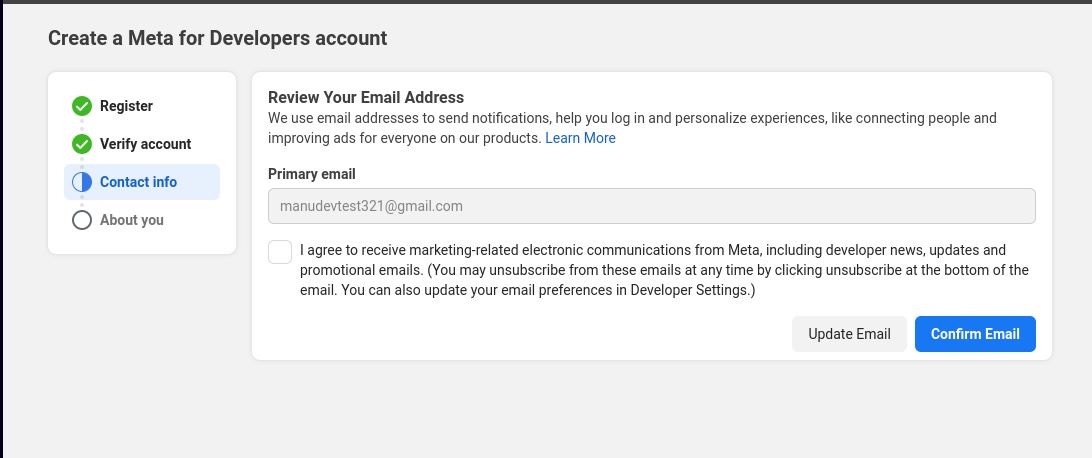 Create a Meta for Developers account
Register
Verify account
Contact info
About you
Review Your Email Address
We use email addresses to send notifications, help you log in and personalize experiences, like connecting people and
improving ads for everyone on our products. Learn More
Primary email
manudevtest321@gmail.com
I agree to receive marketing-related electronic communications from Meta, including developer news, updates and
promotional emails. (You may unsubscribe from these emails at any time by clicking unsubscribe at the bottom of the
email. You can also update your email preferences in Developer Settings.)
Update Email
Confirm Email